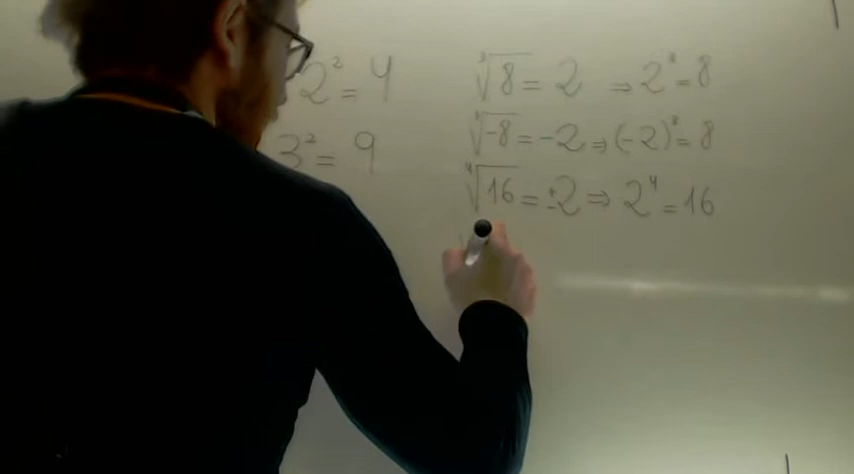 2² = 4
3² = 9
³√8 = 2 ⇒ 2³ = 8
³√-8 = -2 ⇒ (-2)³ = 8
⁴√16 = ±2 ⇒ 2⁴ = 16